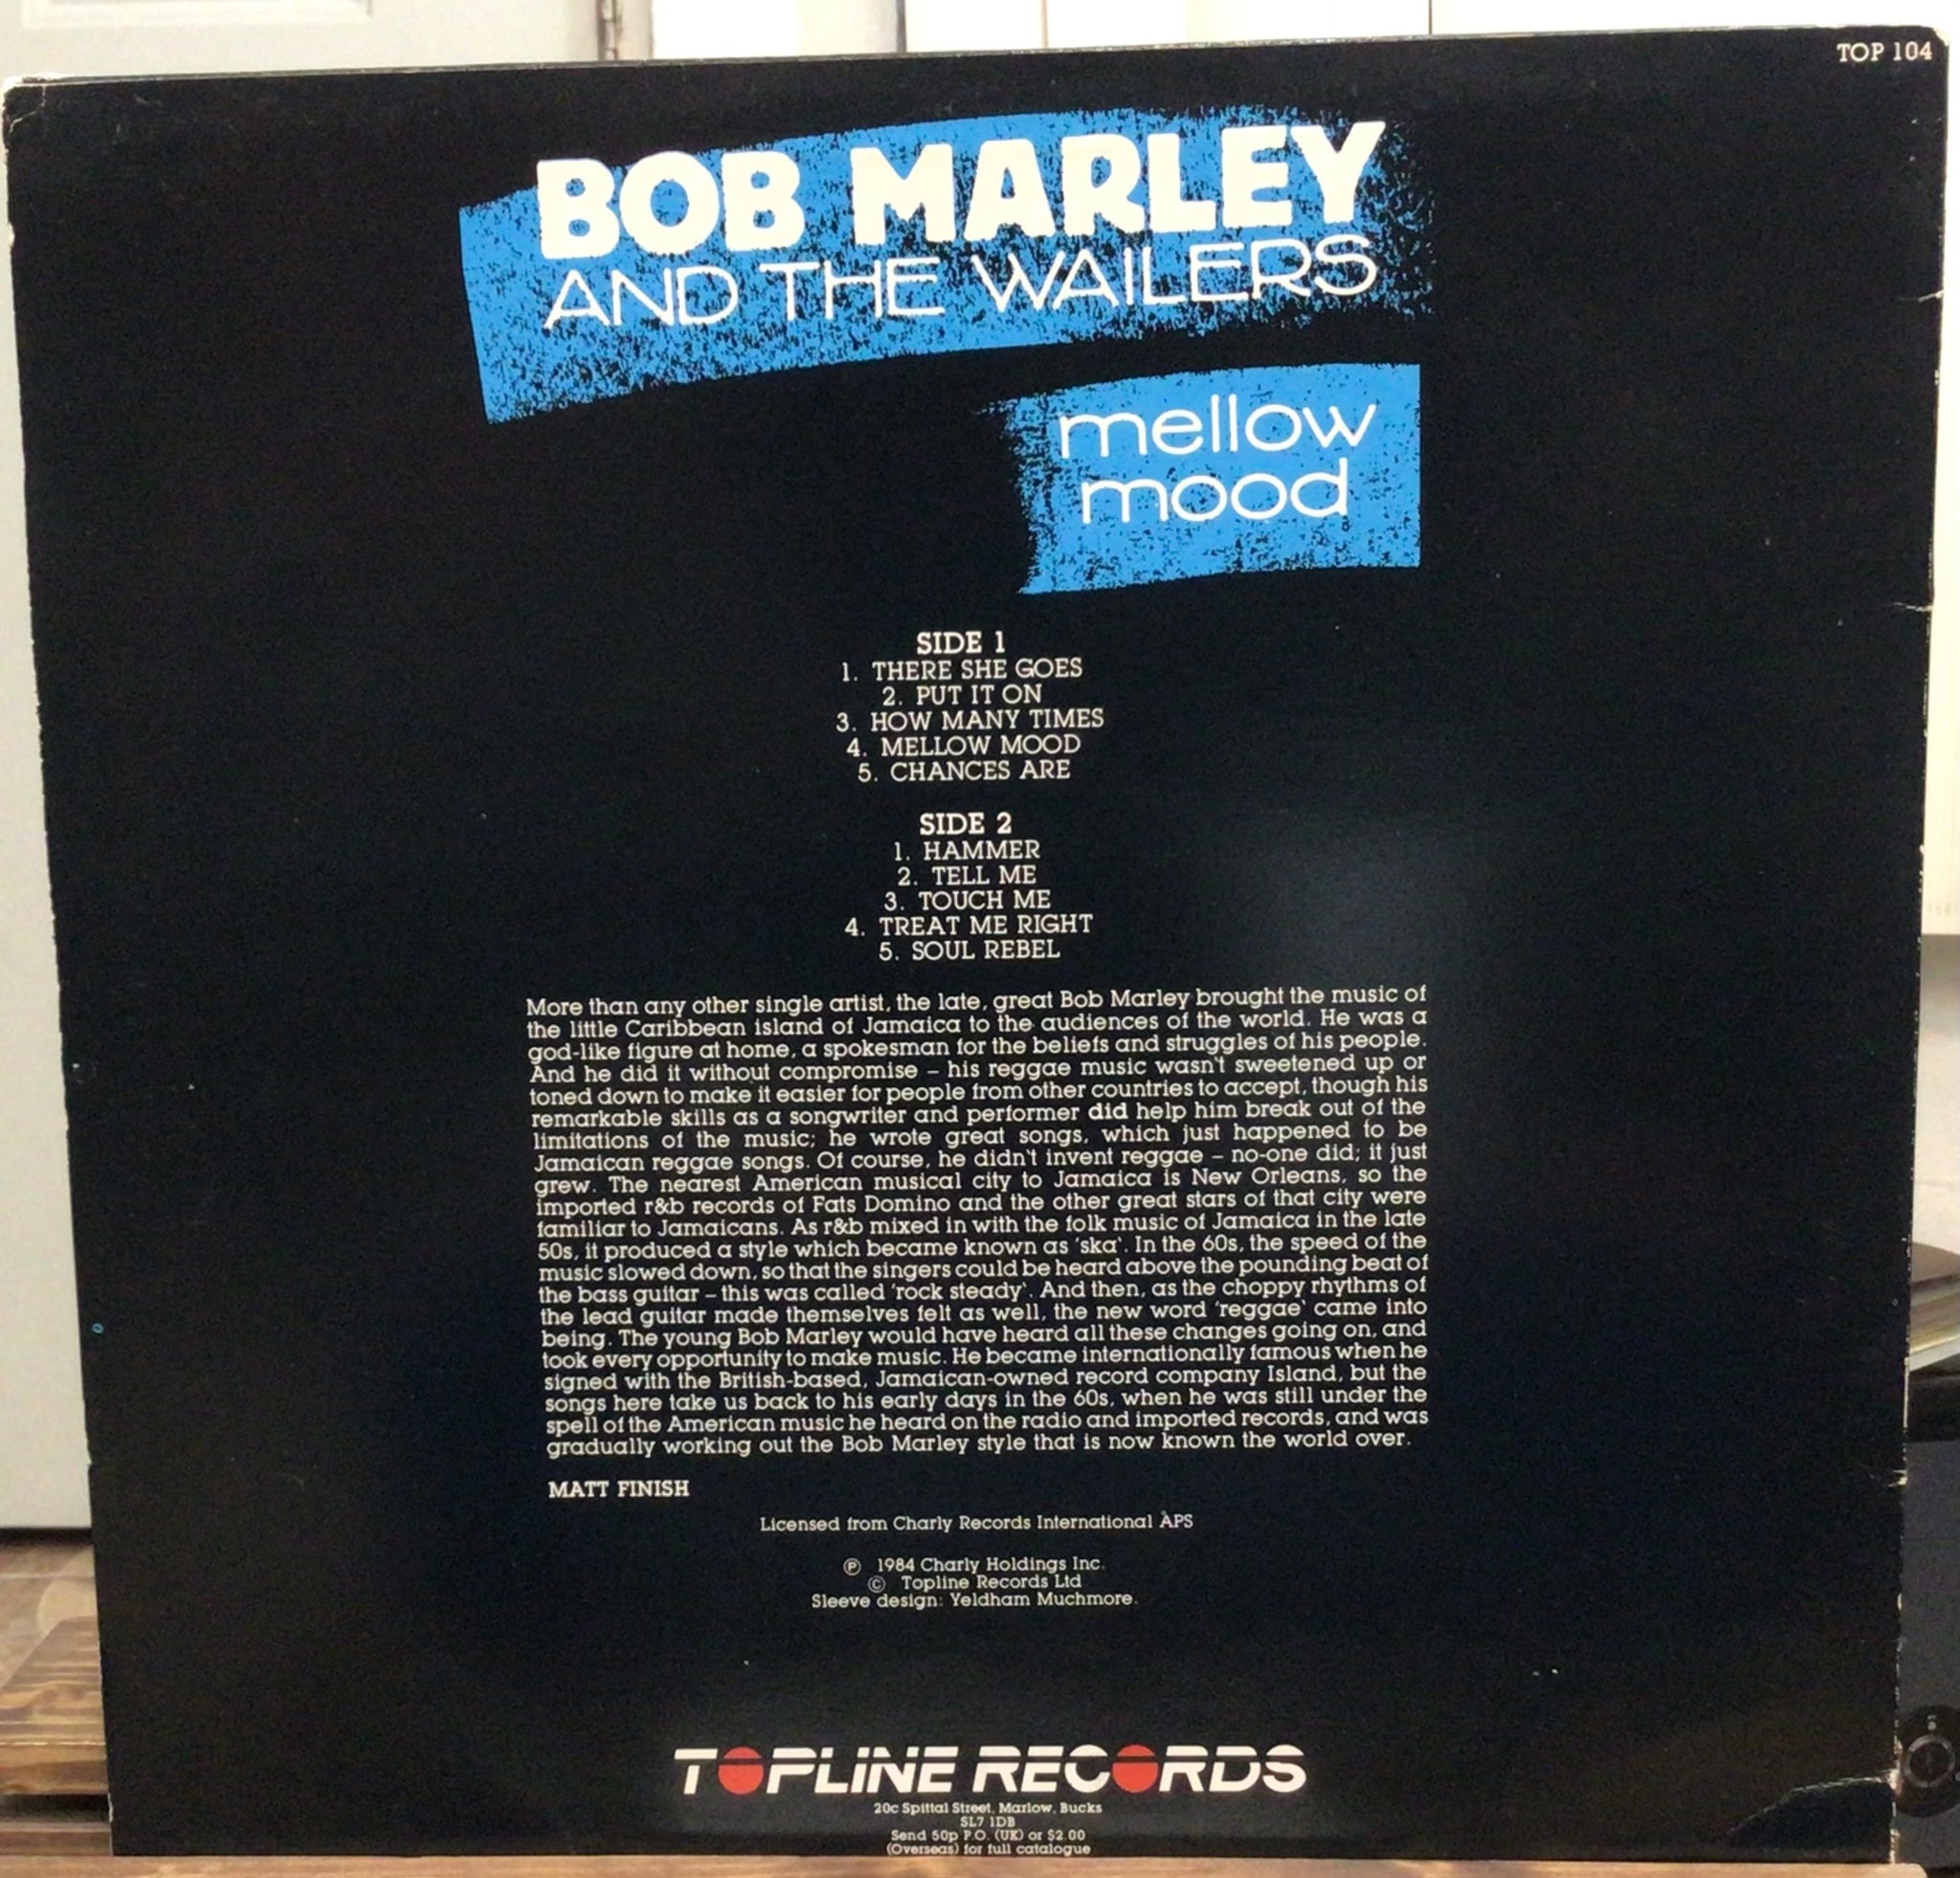 TOP 104
BOB MARLEY
AND THE WAILERS
mellow
mood
SIDE 1
1. THERE SHE GOES
2. PUT IT ON
3. HOW MANY TIMES
4. MELLOW MOOD
5. CHANCES ARE
SIDE 2
1. HAMMER
2. TELL ME
3. TOUCH ME
4. TREAT ME RIGHT
5. SOUL REBEL
More than any other single artist, the late, great Bob Marley brought the music of
the little Caribbean island of Jamaica to the audiences of the world. He was a
god-like figure at home, a spokesman for the beliefs and struggles of his people.
And he did it without compromise – his reggae music wasn't sweetened up or
toned down to make it easier for people from other countries to accept, though his
remarkable skills as a songwriter and performer did help him break out of the
limitations of the music; he wrote great songs, which just happened to be
Jamaican reggae songs. Of course, he didn't invent reggae – no-one did; it just
grew. The nearest American musical city to Jamaica is New Orleans, so the
imported r&b records of Fats Domino and the other great stars of that city were
familiar to Jamaicans. As r&b mixed in with the folk music of Jamaica in the late
50s, it produced a style which became known as 'ska'. In the 60s, the speed of the
music slowed down, so that the singers could be heard above the pounding beat of
the bass guitar – this was called 'rock steady'. And then, as the choppy rhythms of
the lead guitar made themselves felt as well, the new word 'reggae' came into
being. The young Bob Marley would have heard all these changes going on, and
took every opportunity to make music. He became internationally famous when he
signed with the British-based, Jamaican-owned record company Island, but the
songs here take us back to his early days in the 60s, when he was still under the
spell of the American music he heard on the radio and imported records, and was
gradually working out the Bob Marley style that is now known the world over.
MATT FINISH
Licensed from Charly Records International APS
℗ 1984 Charly Holdings Inc.
© Topline Records Ltd
Sleeve design: Yeldham Muchmore.
TOPLINE RECORDS
20c Spittal Street, Marlow, Bucks
SL7 1DB
Send 50p P.O. (UK) or $2.00
(Overseas) for full catalogue